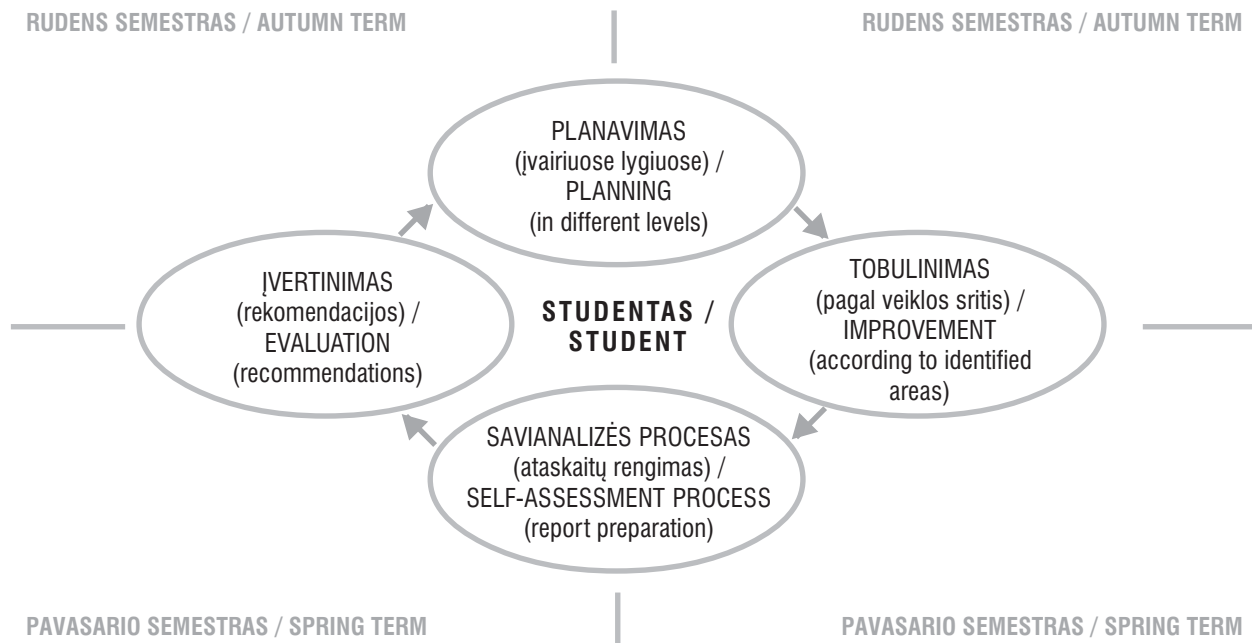 RUDENS SEMESTRAS / AUTUMN TERM
RUDENS SEMESTRAS / AUTUMN TERM
PLANAVIMAS
(įvairiuose lygiuose) /
PLANNING
(in different levels)
ĮVERTINIMAS
(rekomendacijos) /
EVALUATION
(recommendations)
STUDENTAS /
STUDENT
TOBULINIMAS
(pagal veiklos sritis) /
IMPROVEMENT
(according to identified
areas)
SAVIANALIZĖS PROCESAS
(ataskaitų rengimas) /
SELF-ASSESSMENT PROCESS
(report preparation)
PAVASARIO SEMESTRAS / SPRING TERM
PAVASARIO SEMESTRAS / SPRING TERM